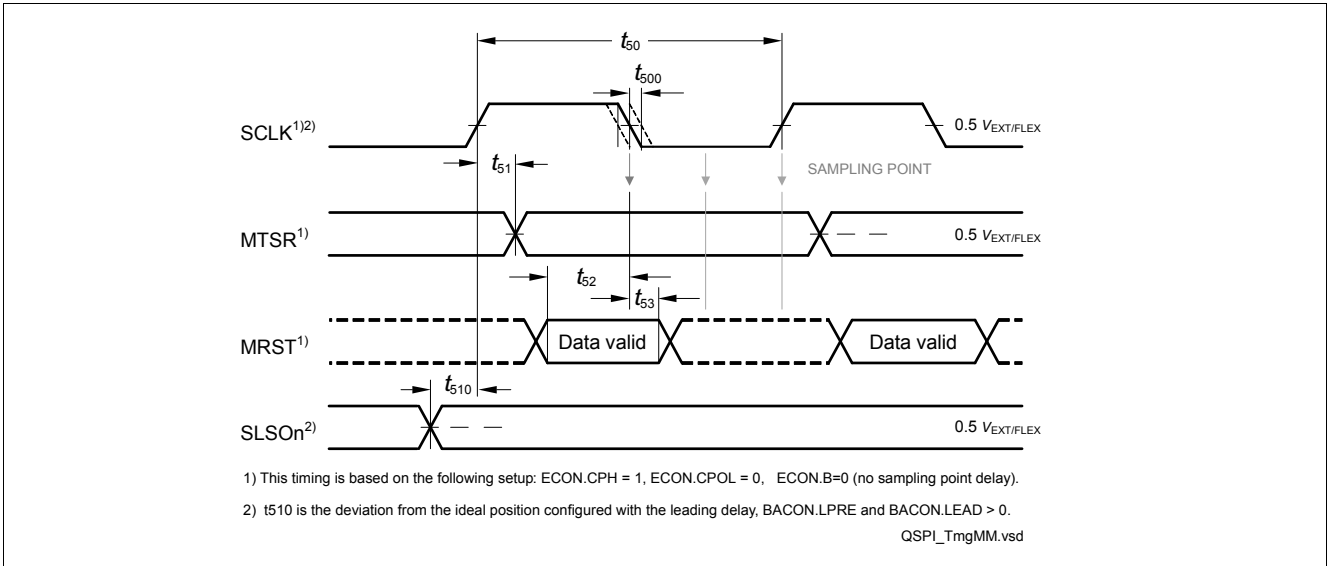 t50
t500
SCLK1)2)
0.5 VEXT/FLEX
t51
SAMPLING POINT
MTSR1)
0.5 VEXT/FLEX
t52
t53
MRST1)
Data valid
Data valid
t510
SLSOn2)
0.5 VEXT/FLEX
1) This timing is based on the following setup: ECON.CPH = 1, ECON.CPOL = 0, ECON.B=0 (no sampling point delay).
2) t510 is the deviation from the ideal position configured with the leading delay, BACON.LPRE and BACON.LEAD > 0.
QSPI_TmgMM.vsd